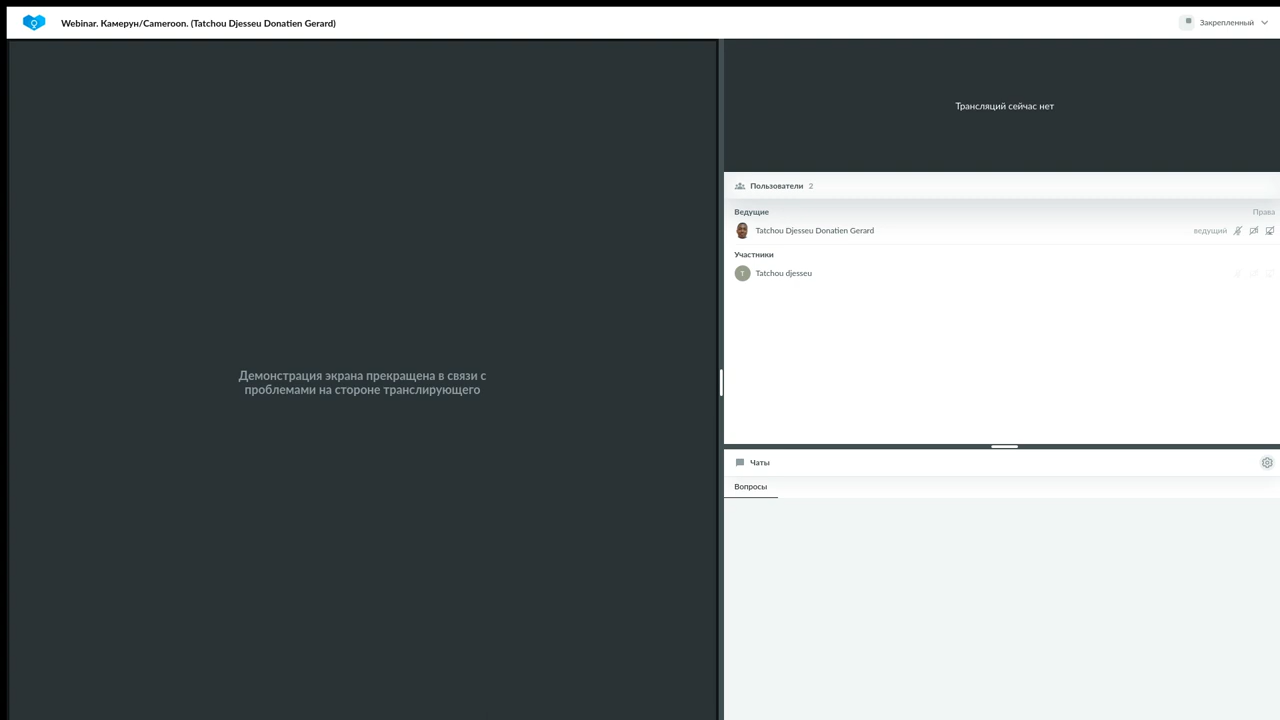 Webinar. Камерун/Cameroon. (Tatchou Djesseu Donatien Gerard)
Закрепленный
Трансляций сейчас нет
Пользователи 2
Ведущие Права
Tatchou Djesseu Donatien Gerard ведущий
Участники
T Tatchou djesseu
Демонстрация экрана прекращена в связи с
проблемами на стороне транслирующего
Чаты
Вопросы